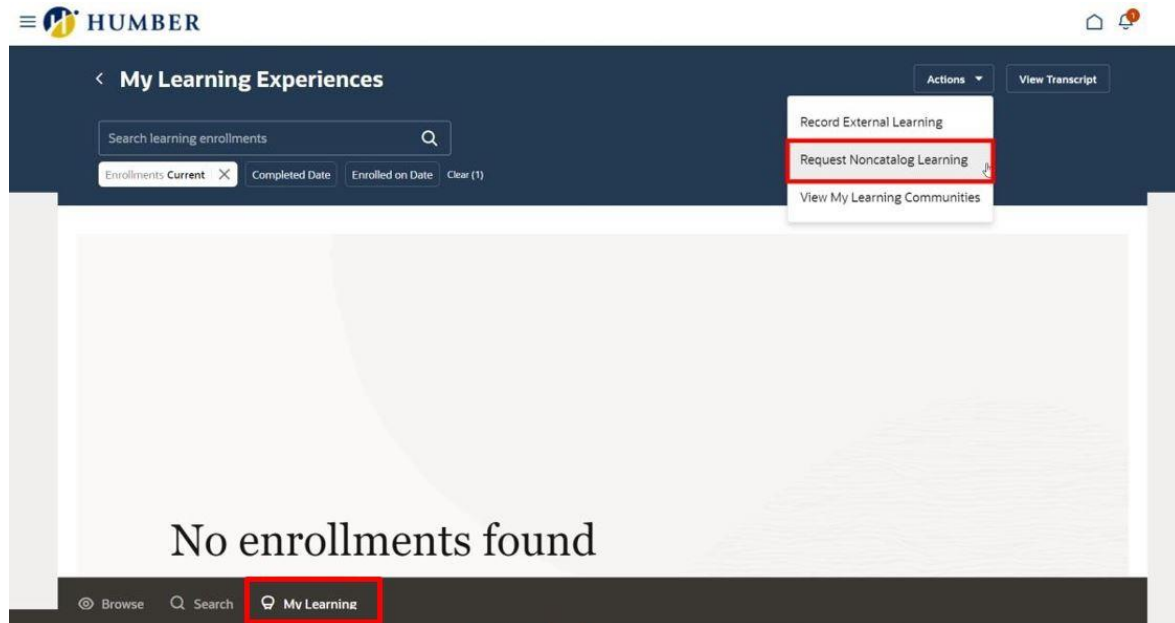 HUMBER
1
My Learning Experiences
Actions
View Transcript
Search learning enrollments
Record External Learning
Request Noncatalog Learning
View My Learning Communities
Enrollments Current
Completed Date
Enrolled on Date
Clear (1)
No enrollments found
Browse
Search
My Learning